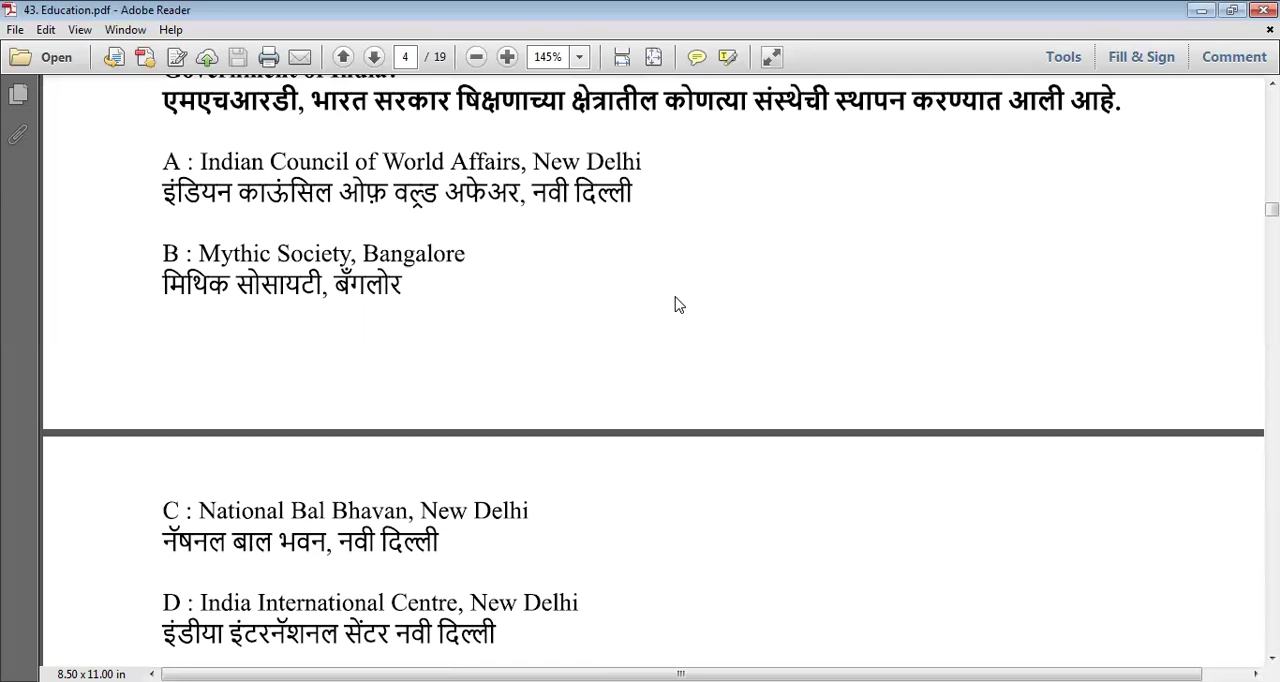 43. Education.pdf - Adobe Reader
File Edit View Window Help
Open 4 / 19 145% Tools Fill & Sign Comment
Government of India?
एमएचआरडी, भारत सरकार षिक्षणाच्या क्षेत्रातील कोणत्या संस्थेची स्थापन करण्यात आली आहे.
A : Indian Council of World Affairs, New Delhi
इंडियन काऊंसिल ओफ़ वल्र्ड अफेअर, नवी दिल्ली
B : Mythic Society, Bangalore
मिथिक सोसायटी, बँगलोर
C : National Bal Bhavan, New Delhi
नॅषनल बाल भवन, नवी दिल्ली
D : India International Centre, New Delhi
इंडीया इंटरनॅशनल सेंटर नवी दिल्ली
8.50 x 11.00 in